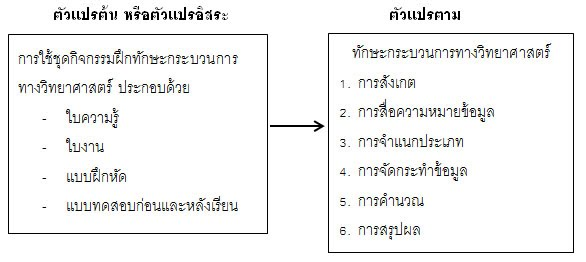 ตัวแปรต้น หรือตัวแปรอิสระ
การใช้ชุดกิจกรรมฝึกทักษะกระบวนการ
ทางวิทยาศาสตร์ ประกอบด้วย
- ใบความรู้
- ใบงาน
- แบบฝึกหัด
- แบบทดสอบก่อนและหลังเรียน
ตัวแปรตาม
ทักษะกระบวนการทางวิทยาศาสตร์
1. การสังเกต
2. การสื่อความหมายข้อมูล
3. การจำแนกประเภท
4. การจัดกระทำข้อมูล
5. การคำนวณ
6. การสรุปผล